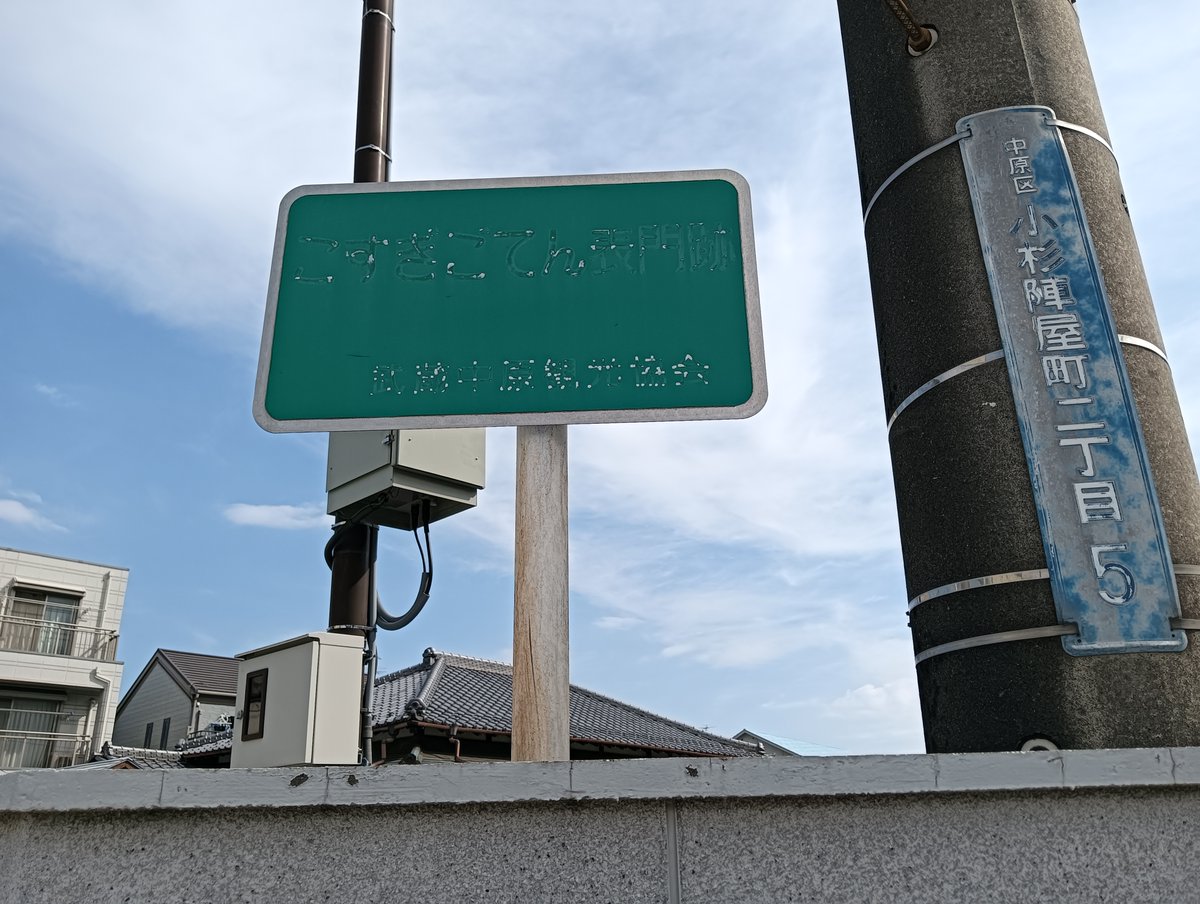 こすぎごてん表門跡
武蔵中原観光協会
中原区
小杉陣屋町二丁目
5